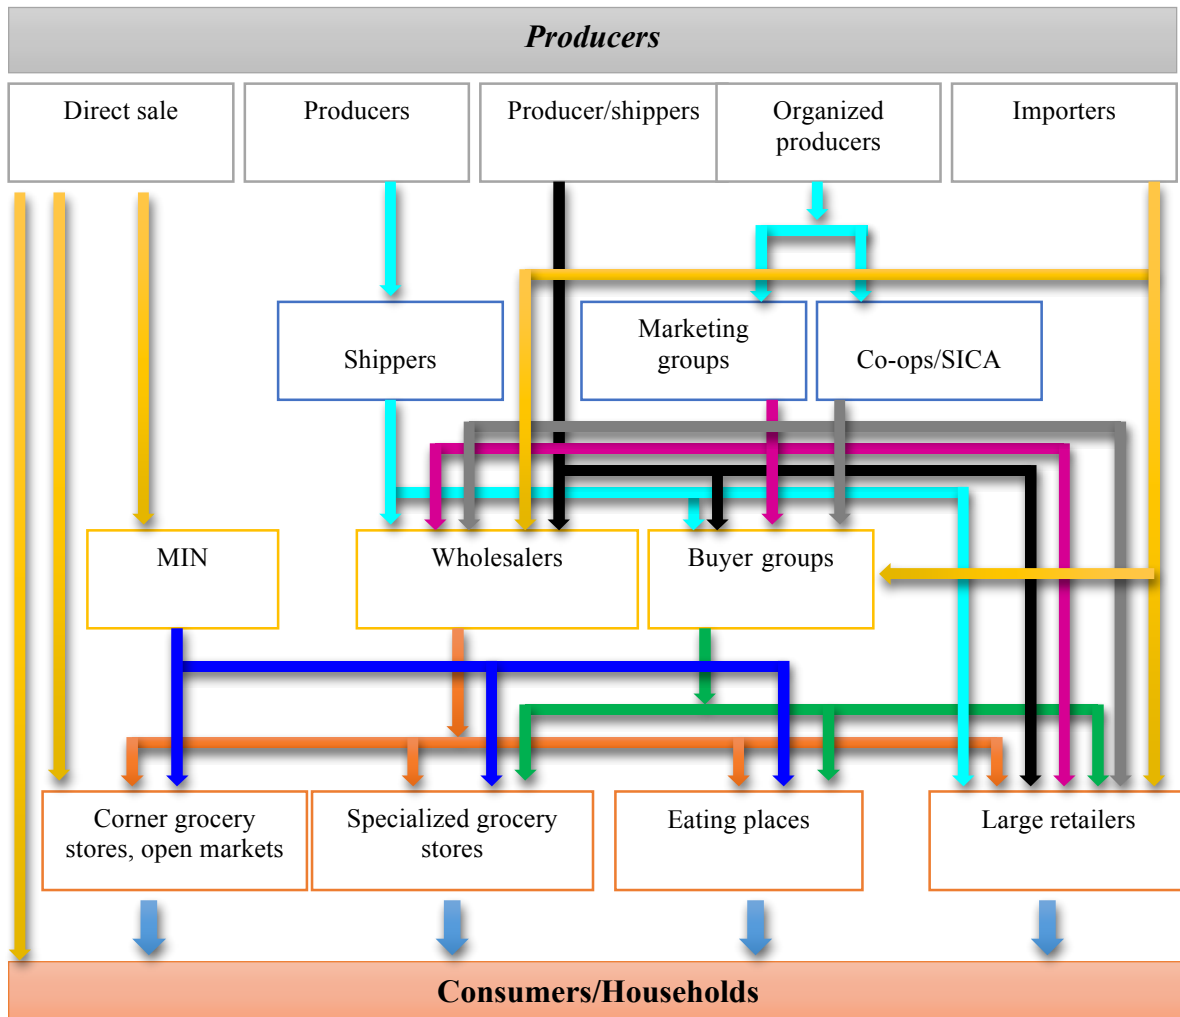 Producers
Direct sale
Producers
Producer/shippers
Organized
producers
Importers
Shippers
Marketing
groups
Co-ops/SICA
MIN
Wholesalers
Buyer groups
Corner grocery
stores, open markets
Specialized grocery
stores
Eating places
Large retailers
Consumers/Households